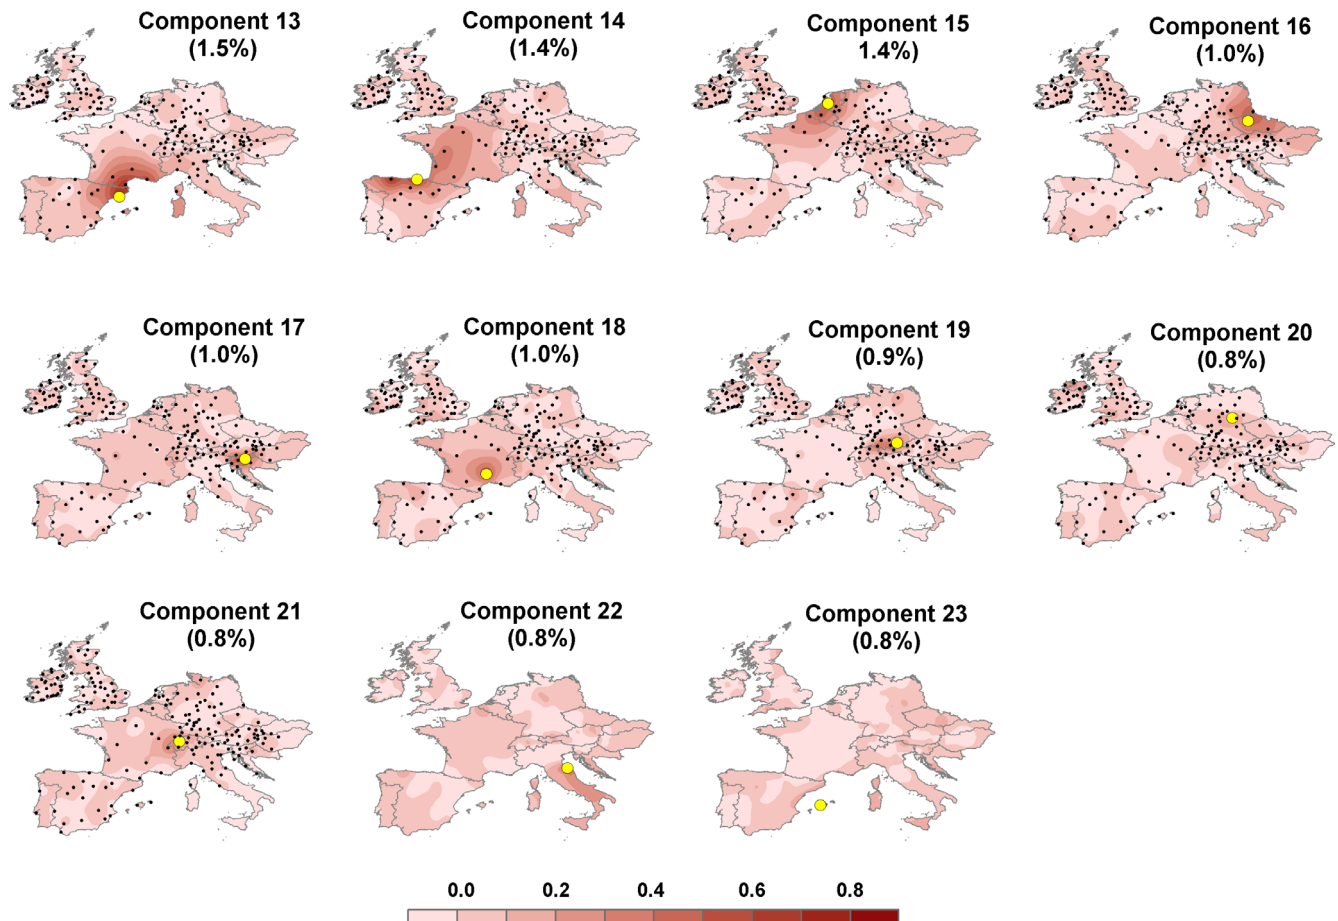 Component 13
(1.5%)
Component 14
(1.4%)
Component 15
1.4%)
Component 16
(1.0%)
Component 17
(1.0%)
Component 18
(1.0%)
Component 19
(0.9%)
Component 20
(0.8%)
Component 21
(0.8%)
Component 22
(0.8%)
Component 23
(0.8%)
0.0 0.2 0.4 0.6 0.8